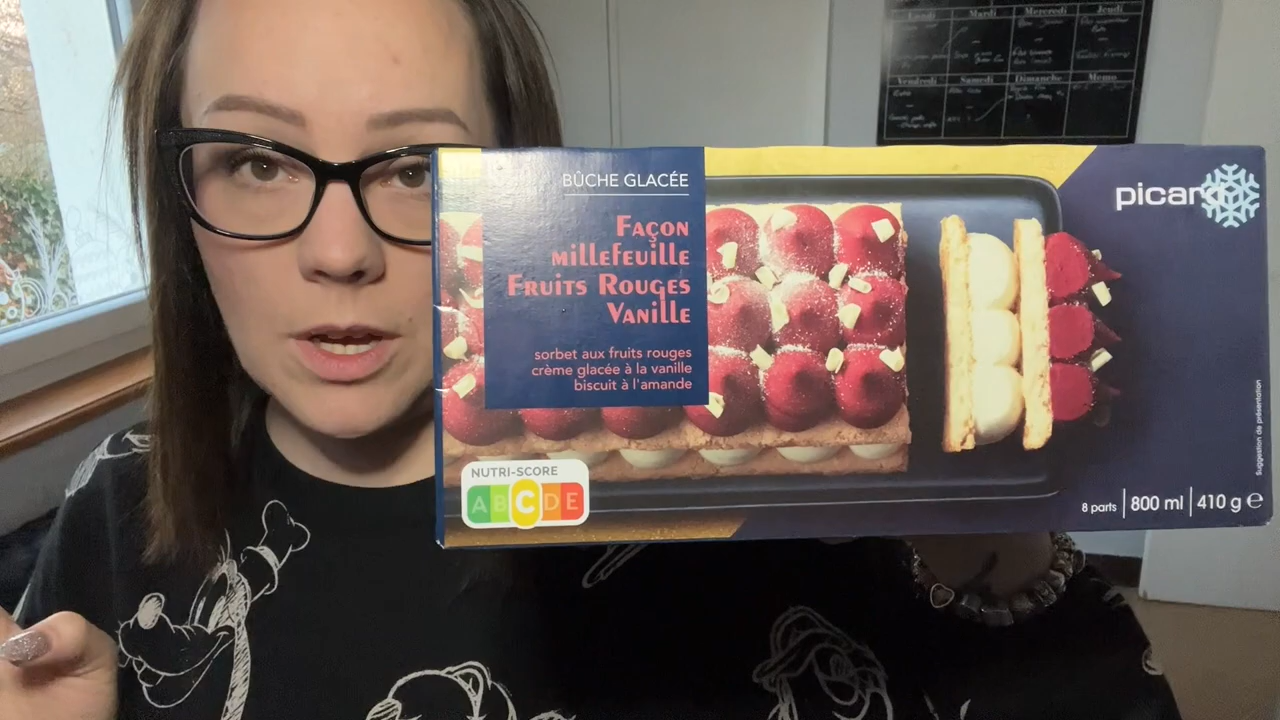 Lundi Mardi Mercredi Jeudi
Vendredi Samedi Dimanche Memo
BÛCHE GLACÉE
FAÇON
MILLEFEUILLE
FRUITS ROUGES
VANILLE
sorbet aux fruits rouges
crème glacée à la vanille
biscuit à l'amande
NUTRI-SCORE
A B C D E
picard
Suggestion de présentation
8 parts 800 ml 410 g e